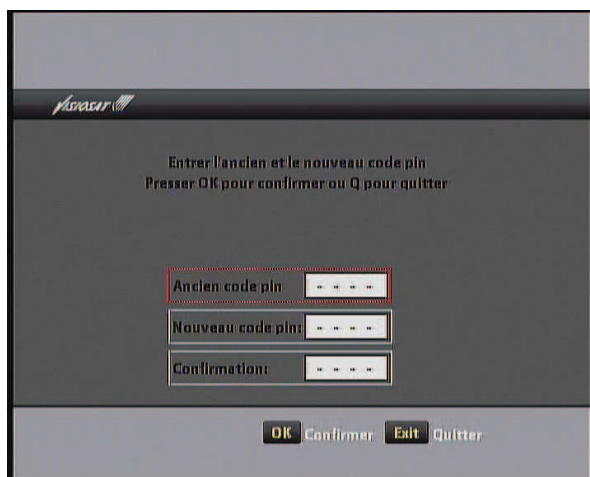 VISIOSAT
Entrer l'ancien et le nouveau code pin
Presser OK pour confirmer ou Q pour quitter
Ancien code pin - - - -
Nouveau code pin: - - - -
Confirmation: - - - -
OK Confirmer Exit Quitter